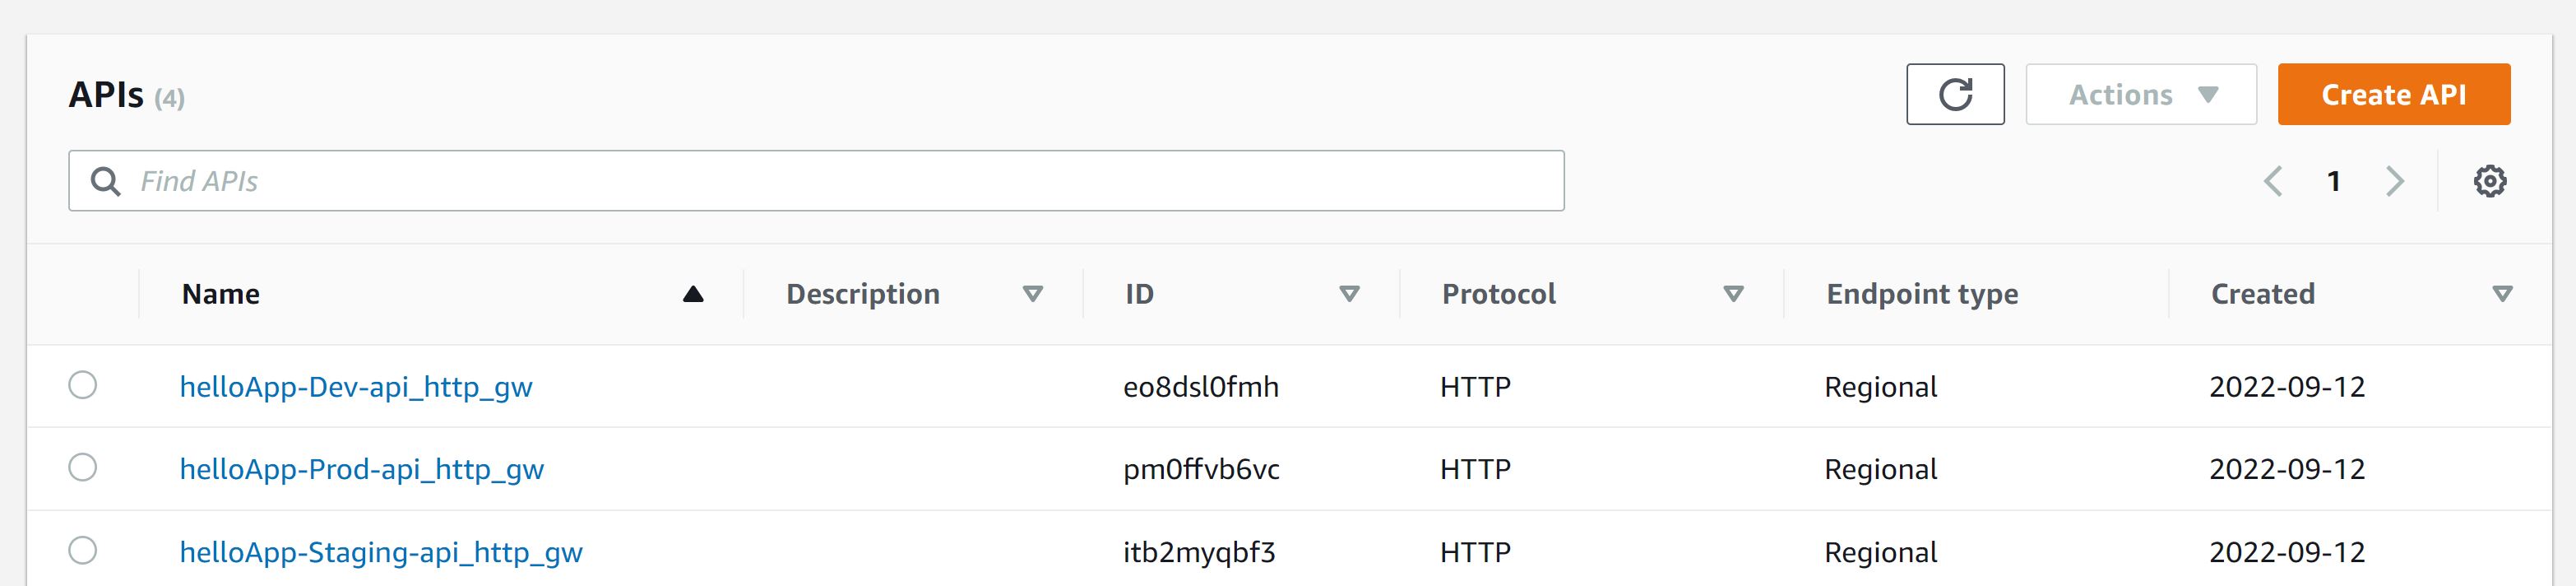 APIs (4)
Actions
Create API
Find APIs
1
Name Description ID Protocol Endpoint type Created
helloApp-Dev-api_http_gw eo8dsl0fmh HTTP Regional 2022-09-12
helloApp-Prod-api_http_gw pm0ffvb6vc HTTP Regional 2022-09-12
helloApp-Staging-api_http_gw itb2myqbf3 HTTP Regional 2022-09-12